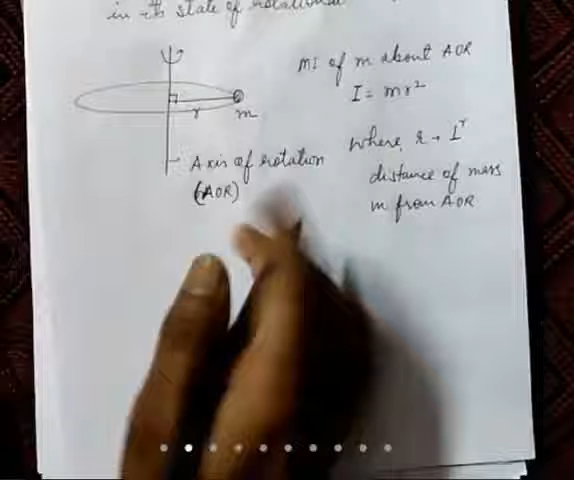 in its state of rotational
MI of m about AOR
I = mr²
r
m
where, r → ⊥ʳ
distance of mass
m from AOR
Axis of rotation
(AOR)